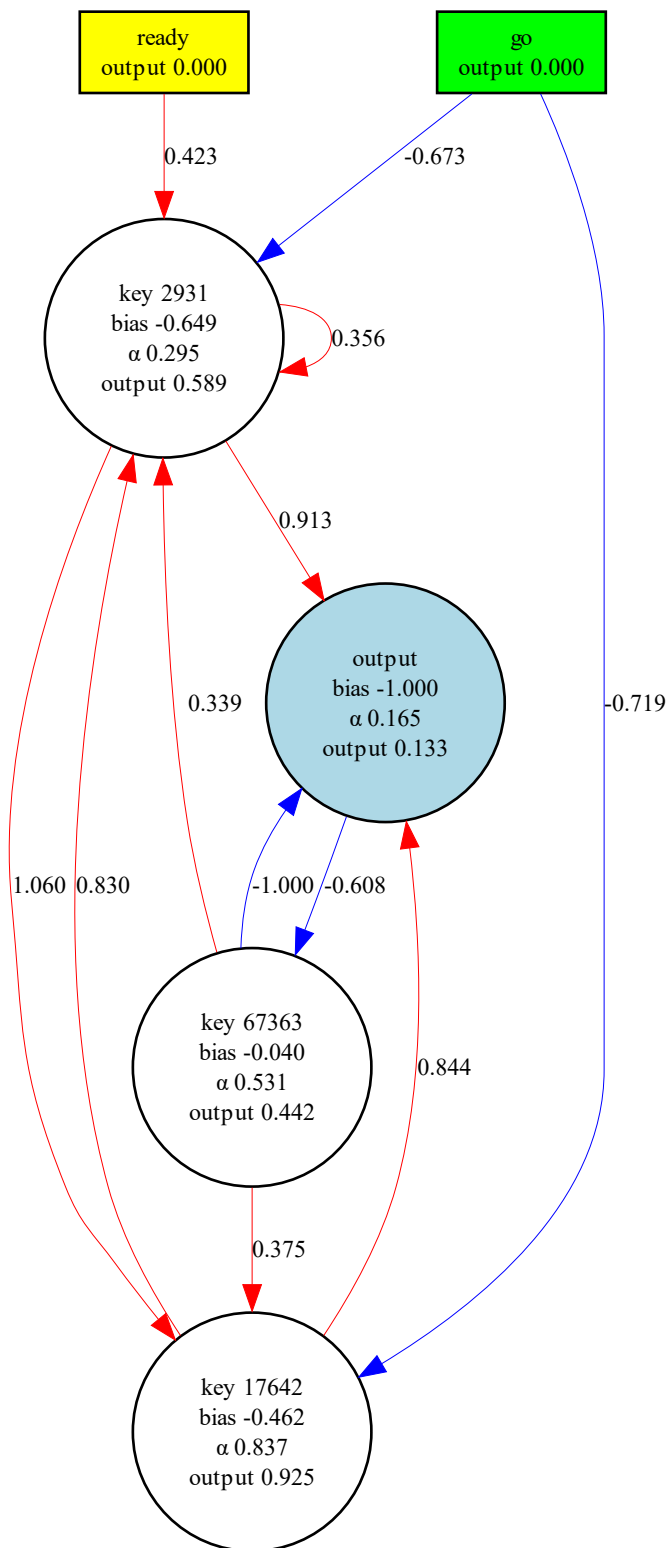 ready
output 0.000
go
output 0.000
0.423
-0.673
key 2931
bias -0.649
α 0.295
output 0.589
0.356
0.913
output
bias -1.000
α 0.165
output 0.133
0.339
-0.719
1.060
0.830
-1.000
-0.608
key 67363
bias -0.040
α 0.531
output 0.442
0.844
0.375
key 17642
bias -0.462
α 0.837
output 0.925